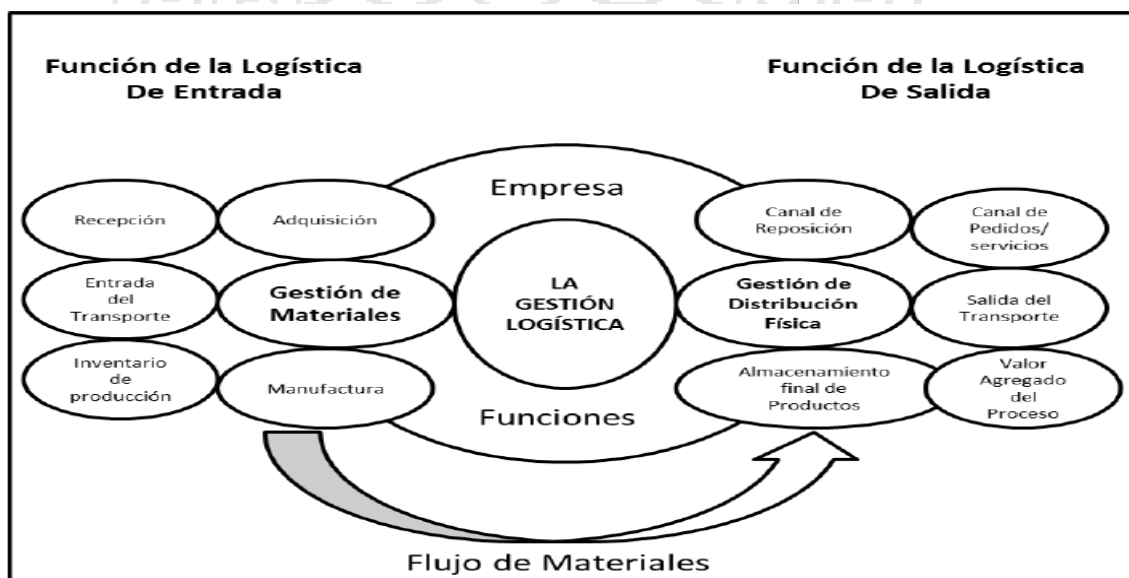 Función de la Logística
De Entrada
Función de la Logística
De Salida
Empresa
Recepción
Adquisición
Canal de
Reposición
Canal de
Pedidos/
servicios
Entrada
del
Transporte
Gestión de
Materiales
LA
GESTIÓN
LOGÍSTICA
Gestión de
Distribución
Física
Salida del
Transporte
Inventario
de
producción
Manufactura
Funciones
Almacenamiento
final de
Productos
Valor
Agregado
del
Proceso
Flujo de Materiales